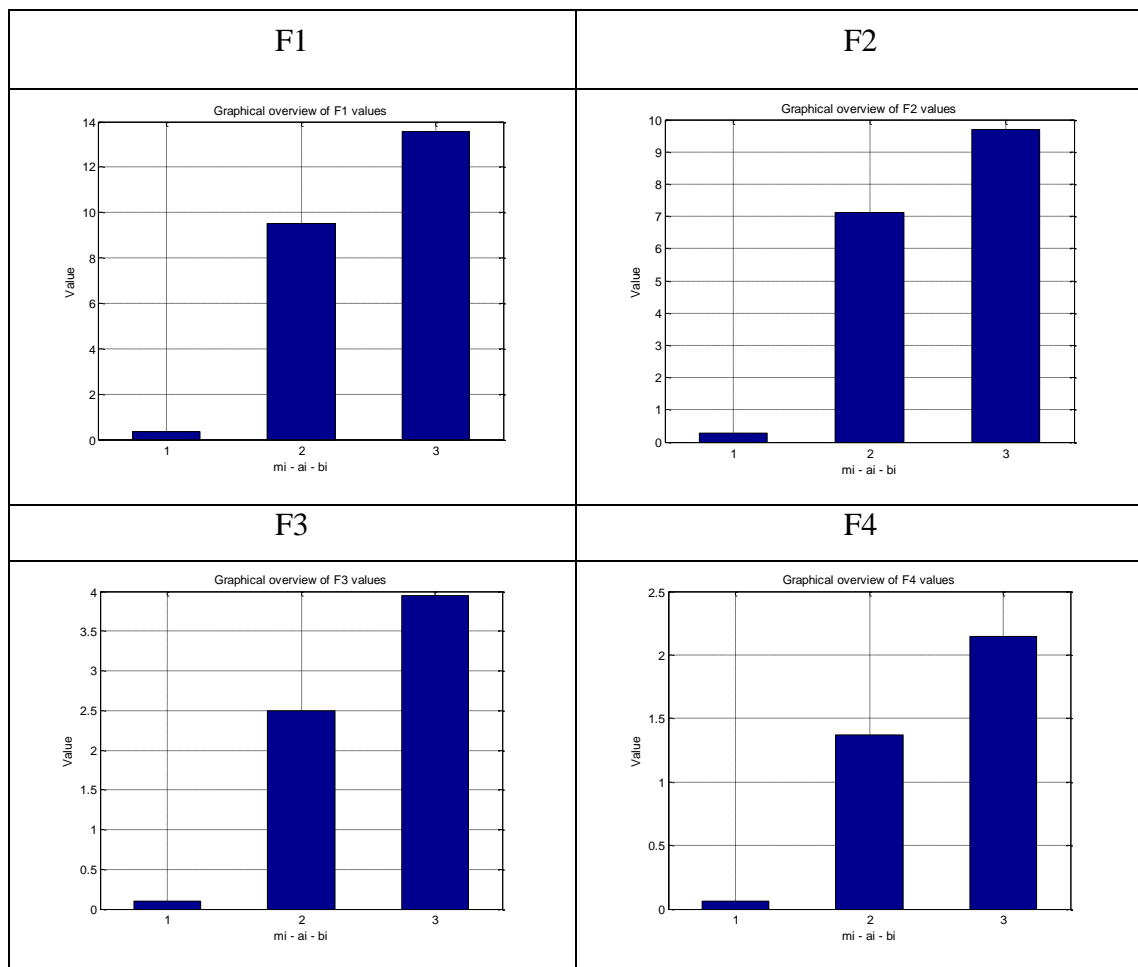 F1
F2
Graphical overview of F1 values
14
12
10
8
6
4
2
0
Value
1 2 3
mi - ai - bi
Graphical overview of F2 values
10
9
8
7
6
5
4
3
2
1
0
Value
1 2 3
mi - ai - bi
F3
F4
Graphical overview of F3 values
4
3.5
3
2.5
2
1.5
1
0.5
0
Value
1 2 3
mi - ai - bi
Graphical overview of F4 values
2.5
2
1.5
1
0.5
0
Value
1 2 3
mi - ai - bi